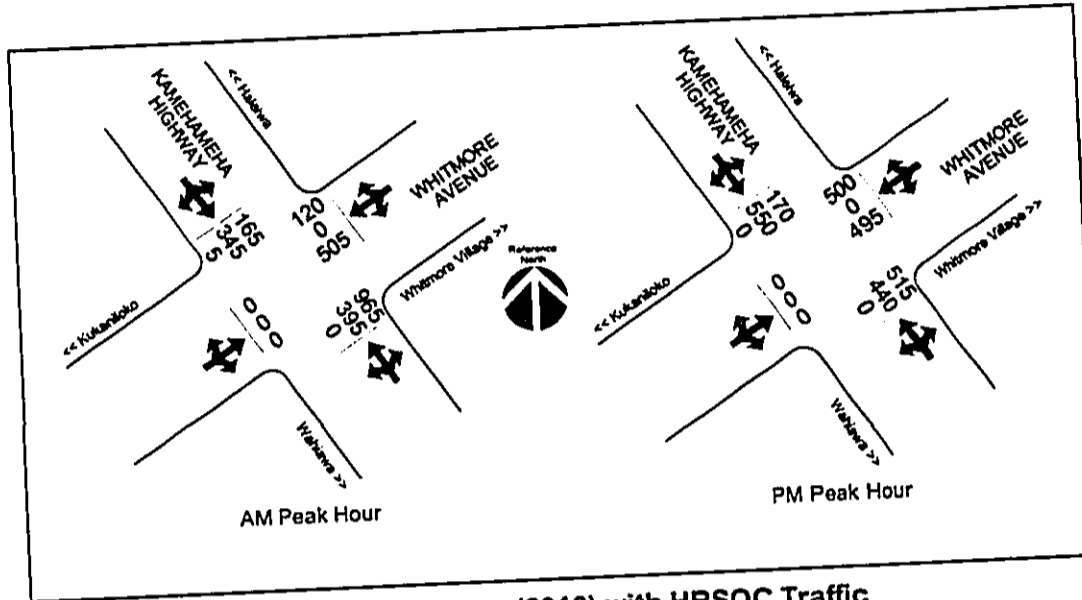 << Haleiwa
KAMEHAMEHA
HIGHWAY
WHITMORE
AVENUE
165
345
5
120
0
505
0
0
0
965
395
0
<< Kukaniloko
Whitmore Village >>
Wahiawa >>
AM Peak Hour
Reference
North
<< Haleiwa
KAMEHAMEHA
HIGHWAY
WHITMORE
AVENUE
170
550
0
500
0
495
0
0
0
515
440
0
<< Kukaniloko
Whitmore Village >>
Wahiawa >>
PM Peak Hour
with HRSOC Traffic